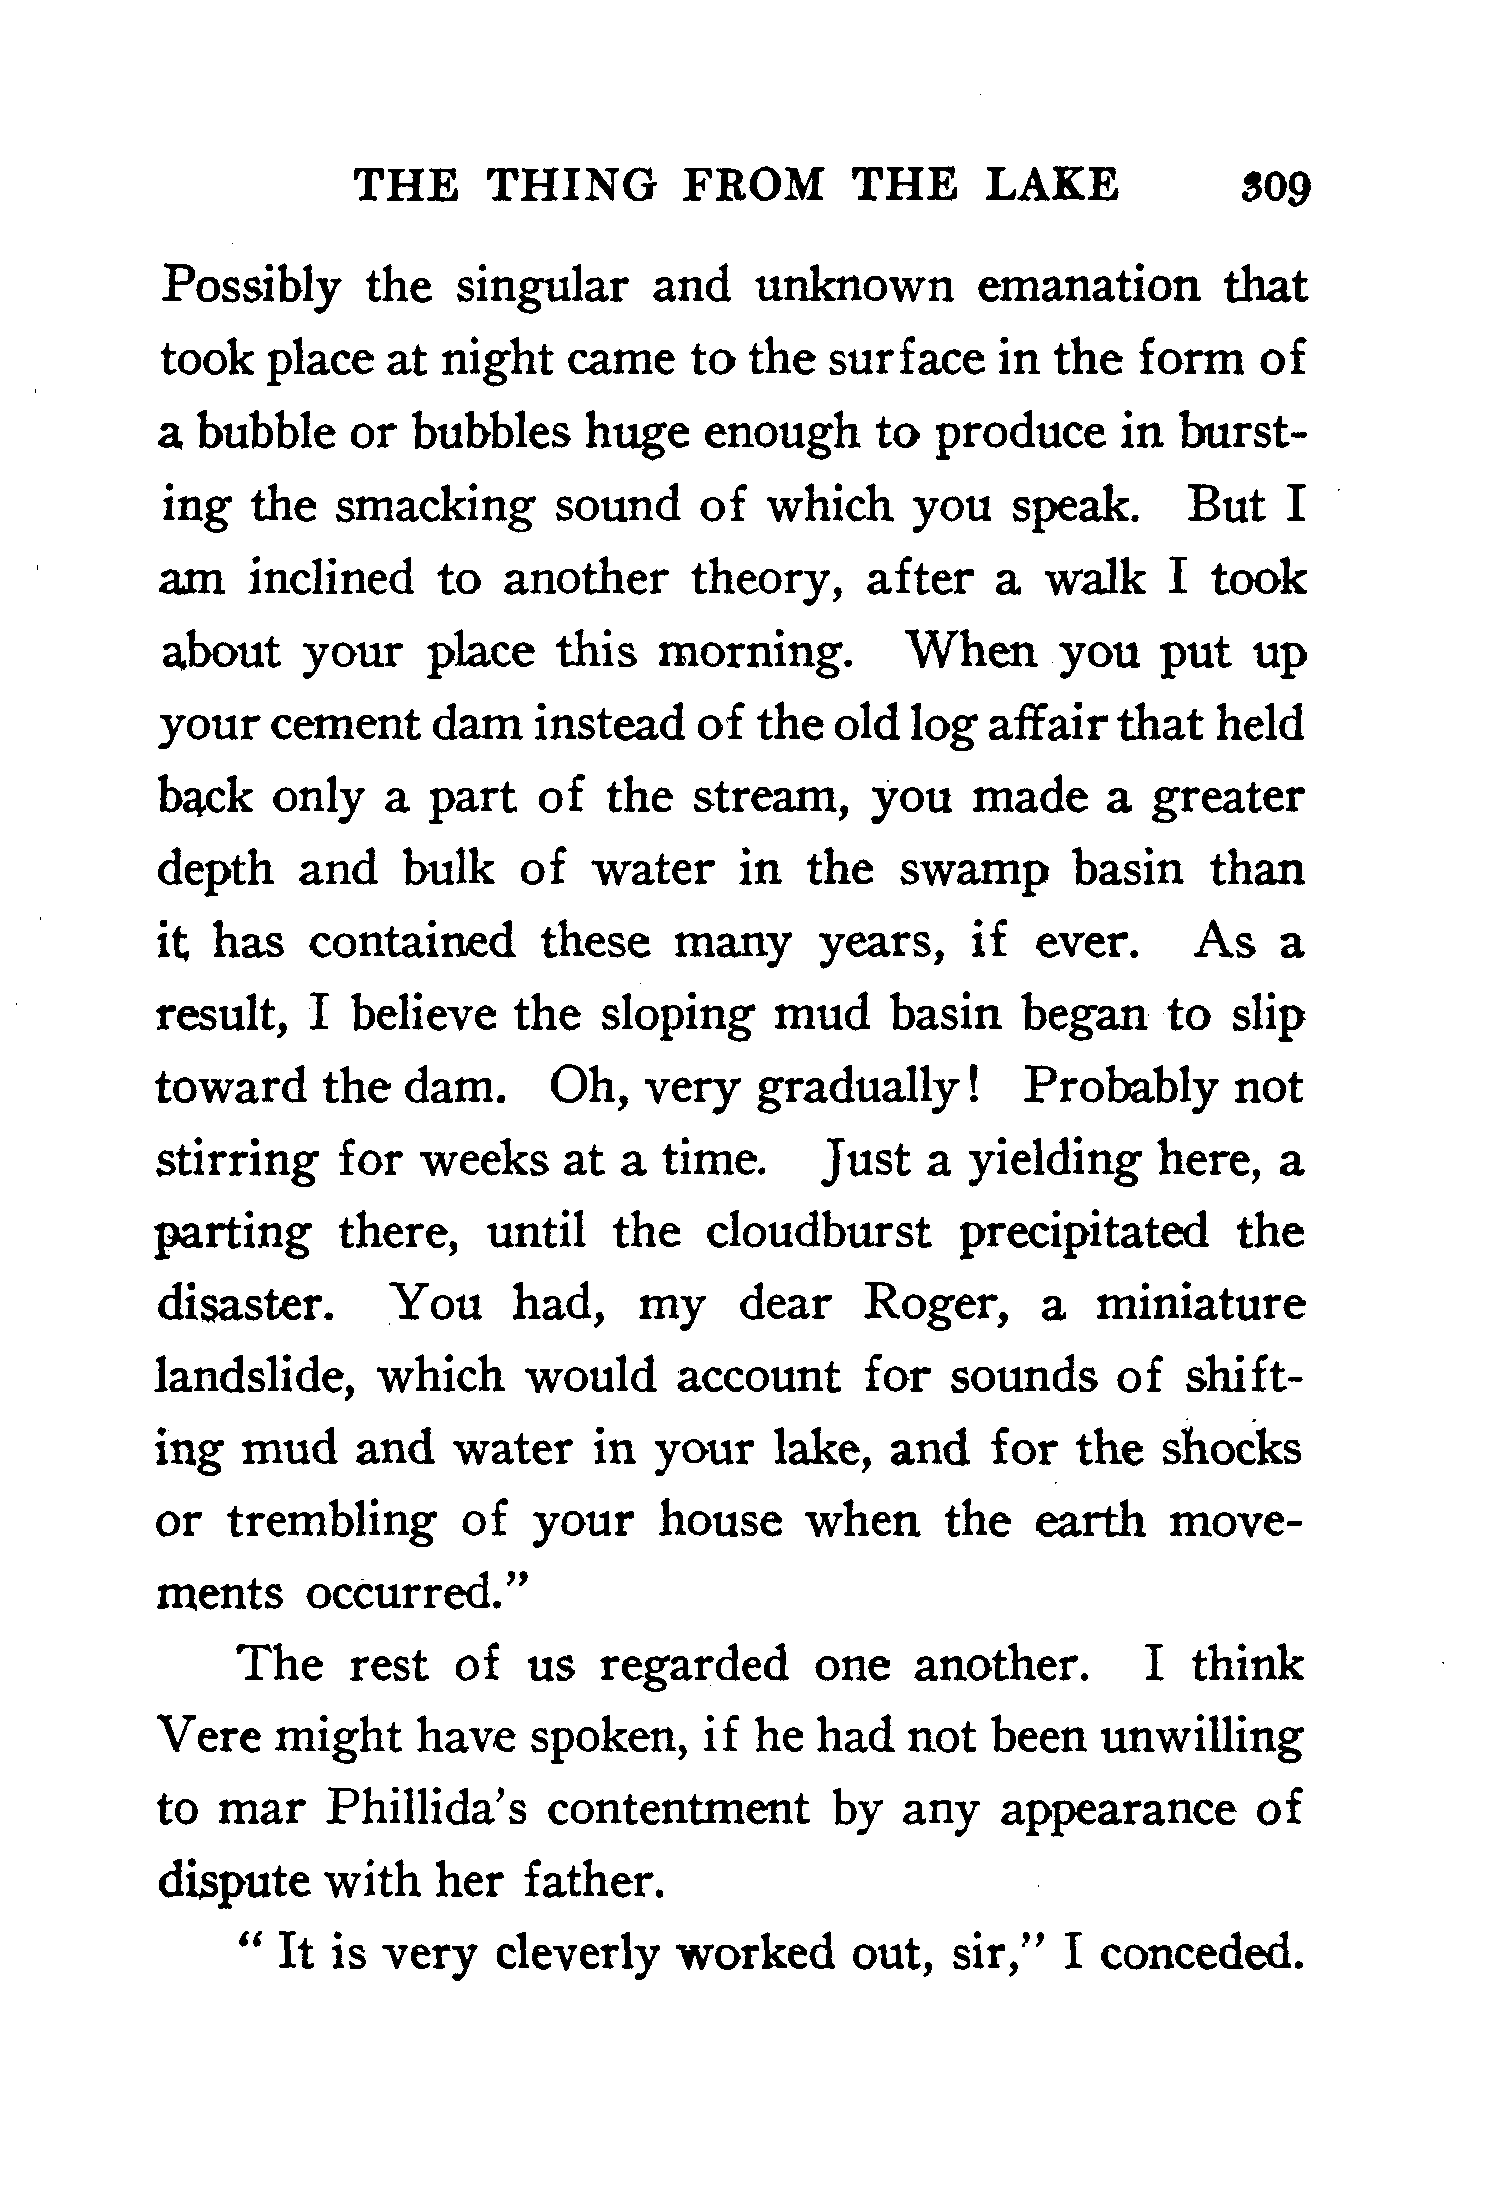 THE THING FROM THE LAKE 309
Possibly the singular and unknown emanation that
took place at night came to the surface in the form of
a bubble or bubbles huge enough to produce in burst-
ing the smacking sound of which you speak. But I
am inclined to another theory, after a walk I took
about your place this morning. When you put up
your cement dam instead of the old log affair that held
back only a part of the stream, you made a greater
depth and bulk of water in the swamp basin than
it has contained these many years, if ever. As a
result, I believe the sloping mud basin began to slip
toward the dam. Oh, very gradually! Probably not
stirring for weeks at a time. Just a yielding here, a
parting there, until the cloudburst precipitated the
disaster. You had, my dear Roger, a miniature
landslide, which would account for sounds of shift-
ing mud and water in your lake, and for the shocks
or trembling of your house when the earth move-
ments occurred.”
The rest of us regarded one another. I think
Vere might have spoken, if he had not been unwilling
to mar Phillida’s contentment by any appearance of
dispute with her father.
“ It is very cleverly worked out, sir,” I conceded.